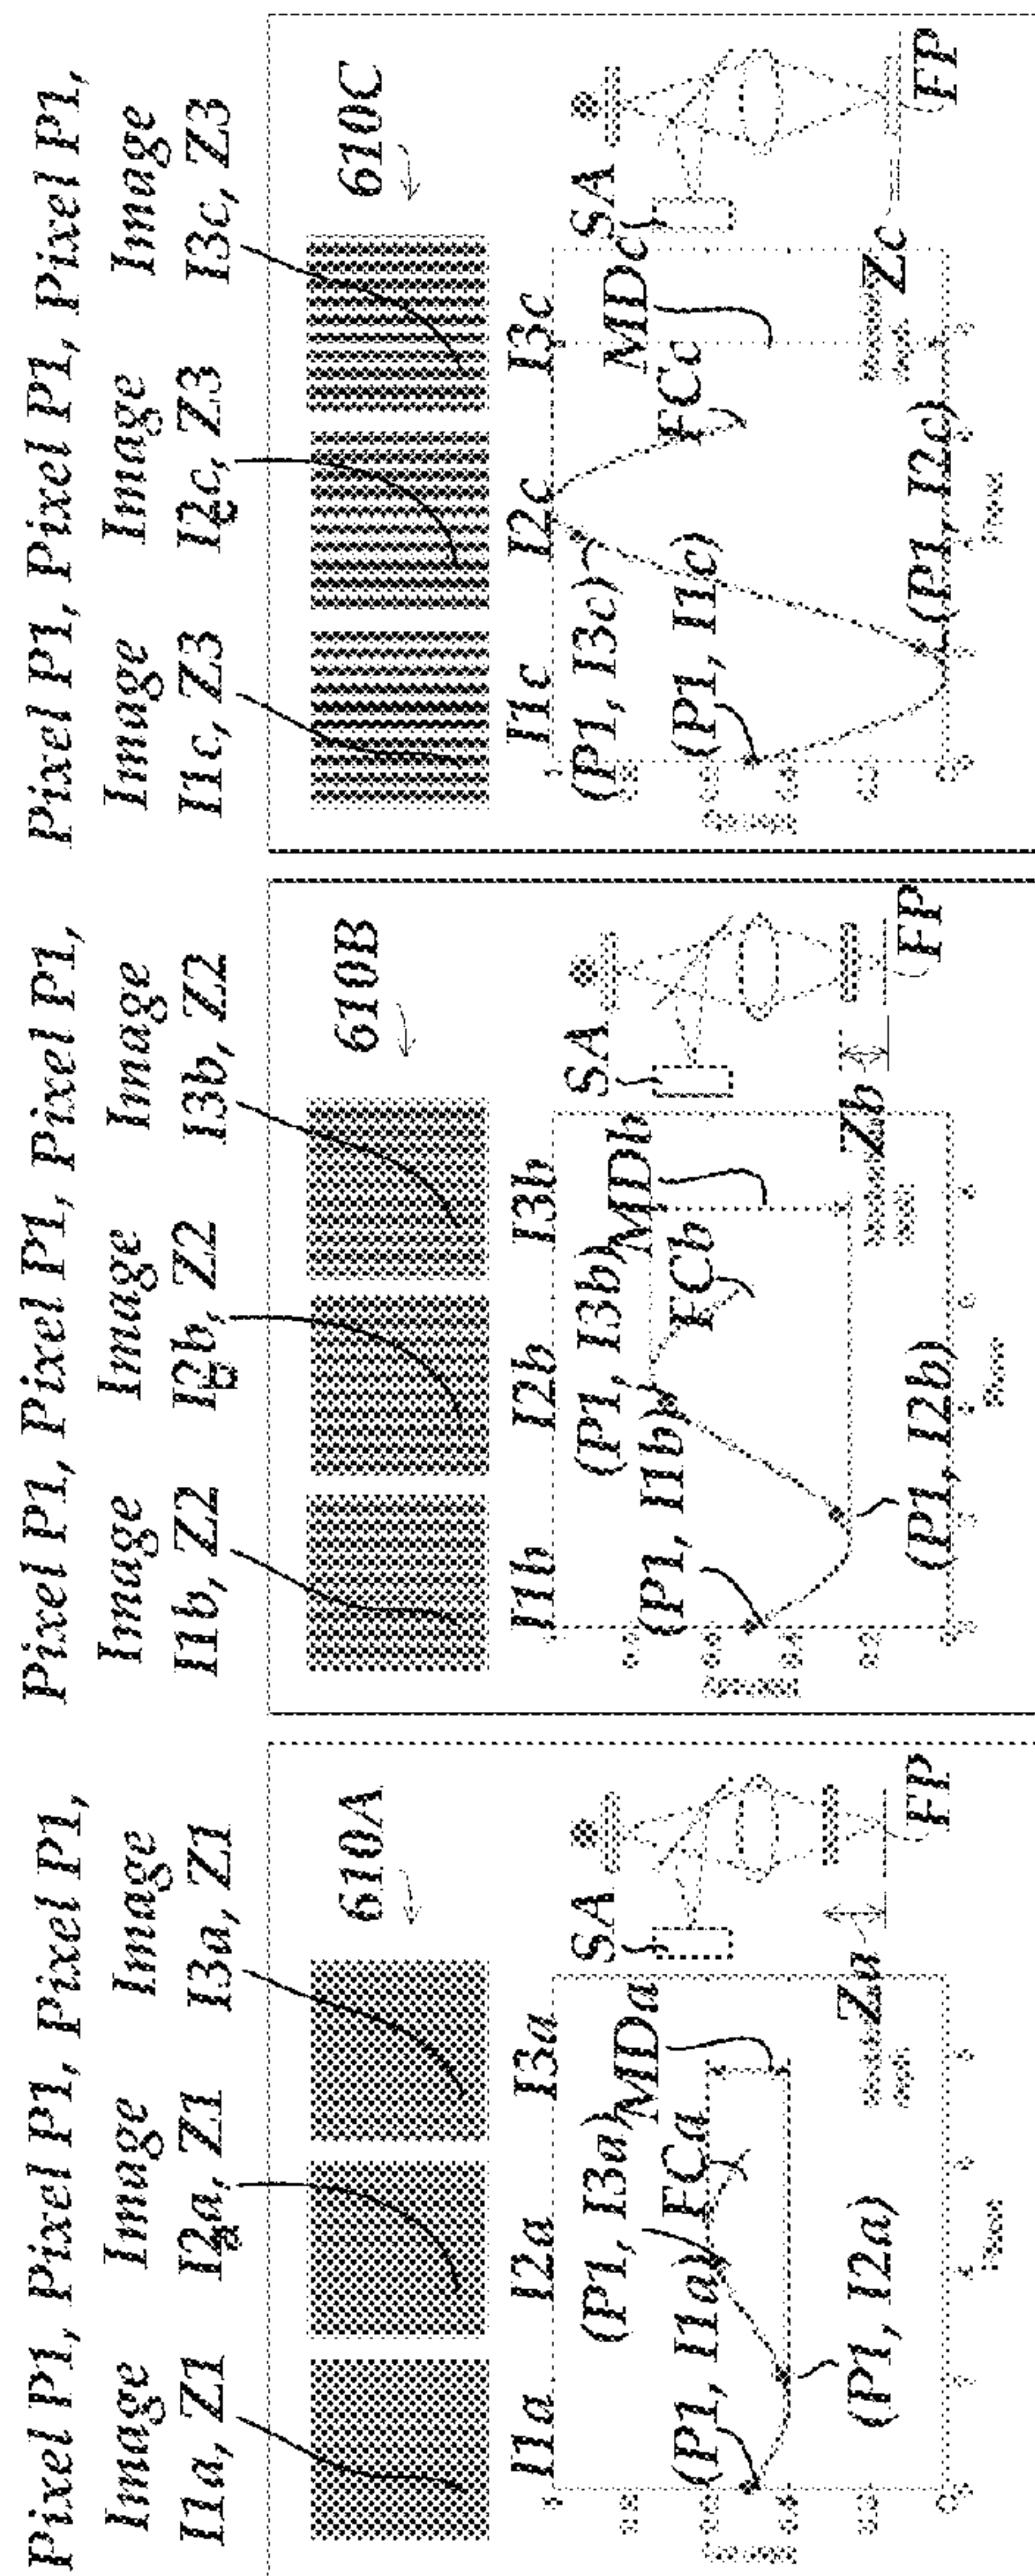 Pixel P1, Pixel P1, Pixel P1,
Image Image Image
I1a, Z1 I2a, Z1 I3a, Z1
610A
I1a I2a I3a
SA
(P1, I3a)
MDa
(P1, I1a)
FCa
Za
(P1, I2a)
FP
Pixel P1, Pixel P1, Pixel P1,
Image Image Image
I1b, Z2 I2b, Z2 I3b, Z2
610B
I1b I2b I3b
SA
(P1, I3b)
MDb
(P1, I1b)
FCb
Zb
(P1, I2b)
FP
Pixel P1, Pixel P1, Pixel P1,
Image Image Image
I1c, Z3 I2c, Z3 I3c, Z3
610C
I1c I2c I3c
SA
(P1, I3c)
MDc
(P1, I1c)
FCc
Zc
(P1, I2c)
FP